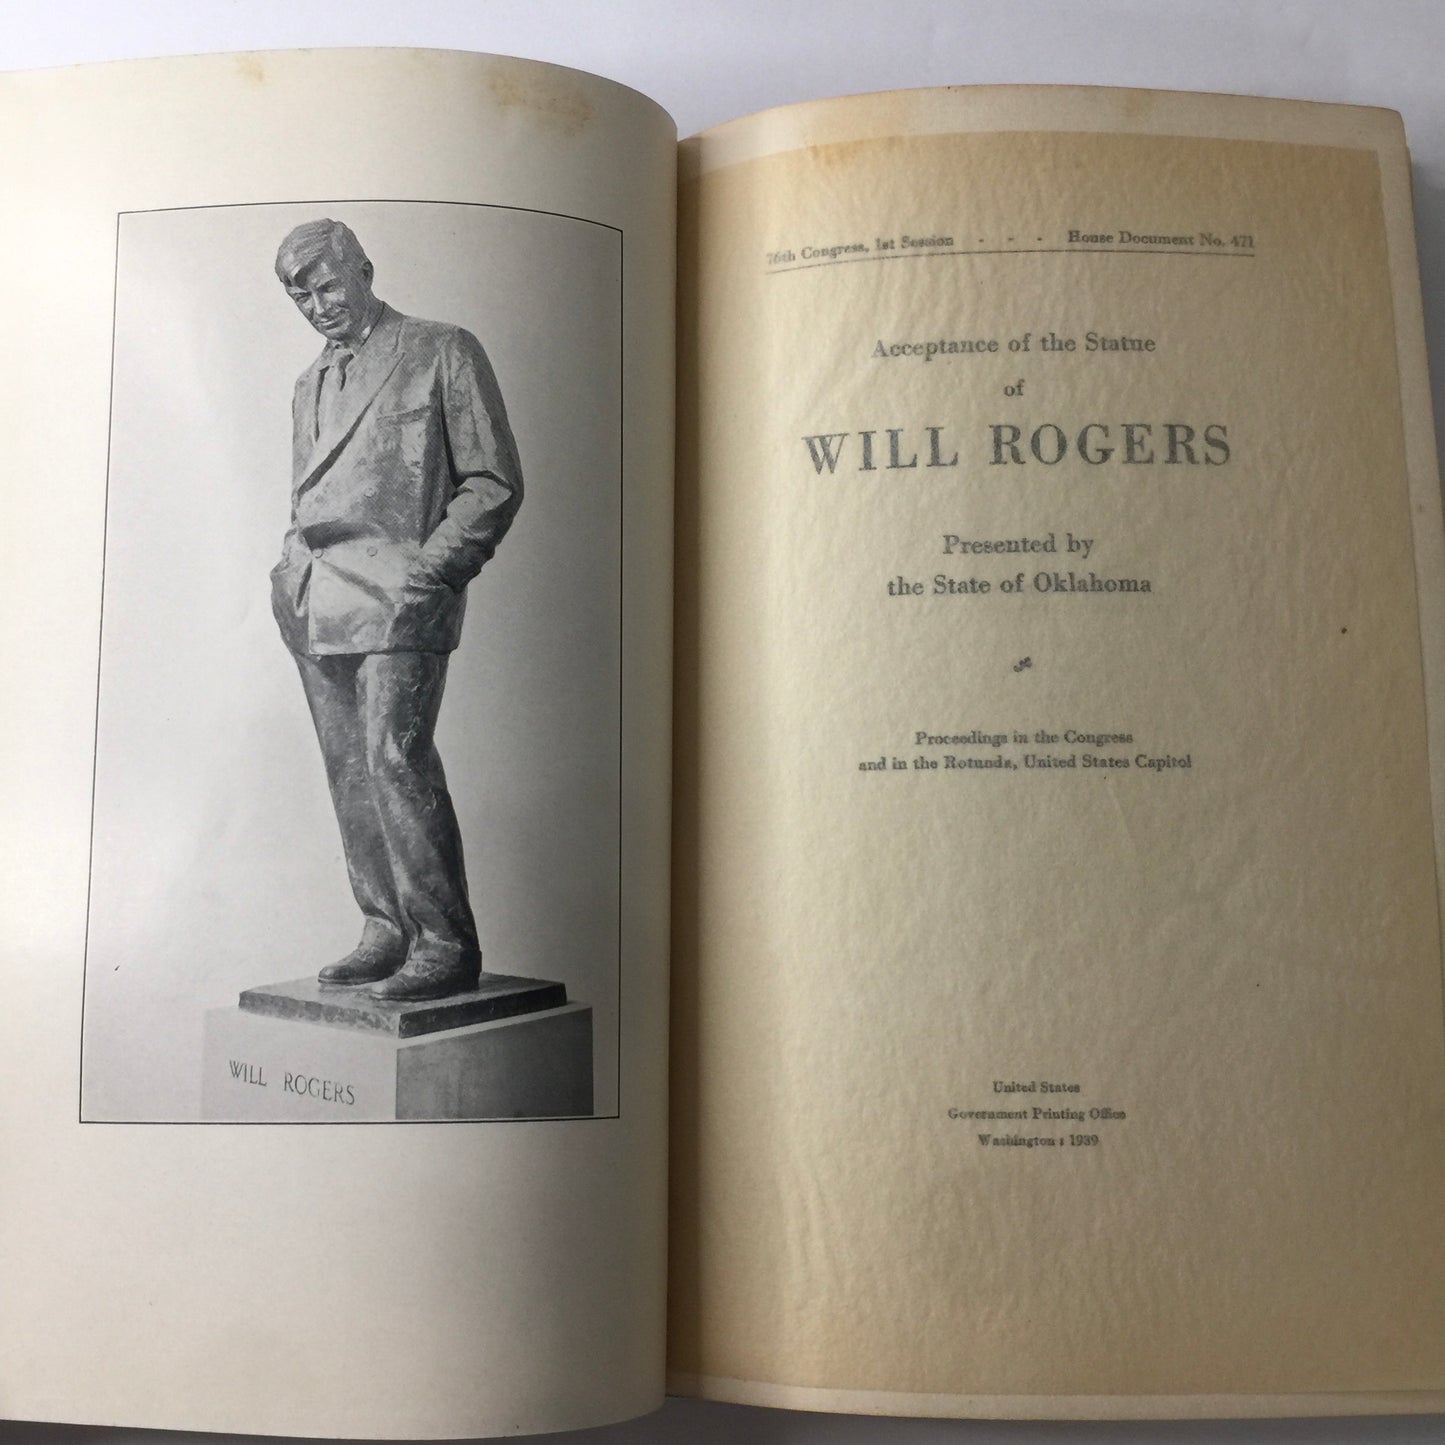 WILL ROGERS
76th Congress, 1st Session - - - House Document No. 471
Acceptance of the Statue
of
WILL ROGERS
Presented by
the State of Oklahoma
Proceedings in the Congress
and in the Rotunda, United States Capitol
United States
Government Printing Office
Washington : 1939